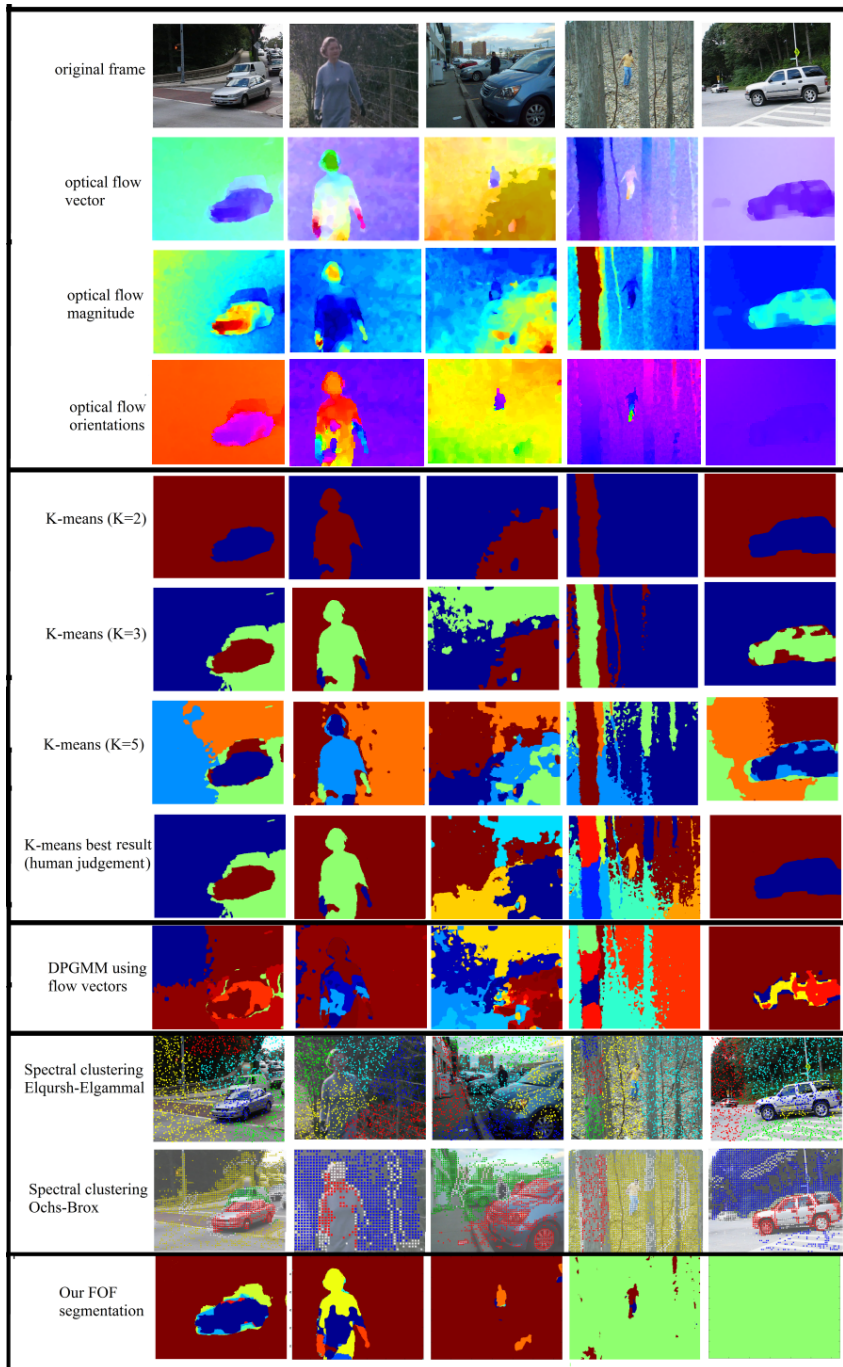 original frame
optical flow
vector
optical flow
magnitude
optical flow
orientations
K-means (K=2)
K-means (K=3)
K-means (K=5)
K-means best result
(human judgement)
DPGMM using
flow vectors
Spectral clustering
Elqursh-Elgammal
Spectral clustering
Ochs-Brox
Our FOF
segmentation